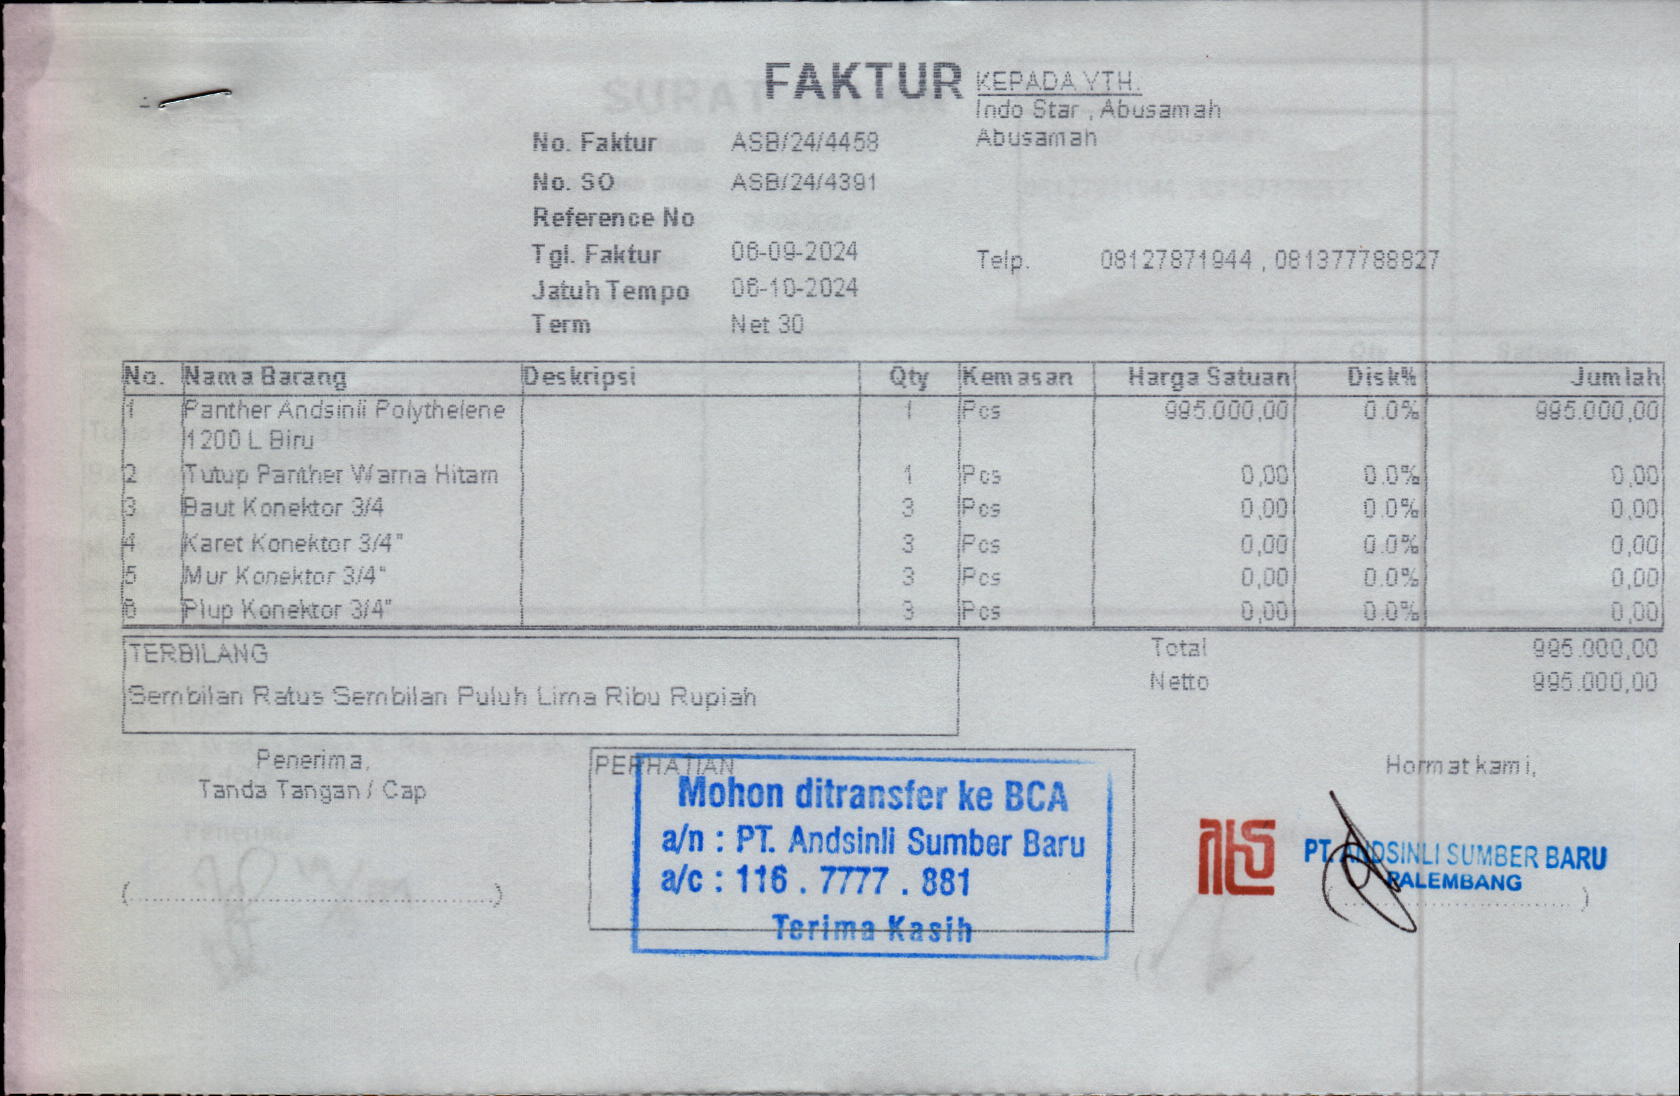 FAKTUR
KEPADA YTH.
Indo Star , Abusamah
Abusamah
No. Faktur ASB/24/4458
No. SO ASB/24/4391
Reference No
Tgl. Faktur 06-09-2024
Telp. 08127871944 , 081377788827
Jatuh Tempo 06-10-2024
Term Net 30
No. Nama Barang Deskripsi Qty Kemasan Harga Satuan Disk% Jumlah
1 Panther Andsinli Polythelene 1 Pcs 995.000,00 0.0% 995.000,00
1200 L Biru
2 Tutup Panther Warna Hitam 1 Pcs 0,00 0.0% 0,00
3 Baut Konektor 3/4 3 Pcs 0,00 0.0% 0,00
4 Karet Konektor 3/4" 3 Pcs 0,00 0.0% 0,00
5 Mur Konektor 3/4" 3 Pcs 0,00 0.0% 0,00
6 Plup Konektor 3/4" 3 Pcs 0,00 0.0% 0,00
TERBILANG
Sembilan Ratus Sembilan Puluh Lima Ribu Rupiah
Total 995.000,00
Netto 995.000,00
Penerima,
Tanda Tangan / Cap
(....................................................)
PERHATIAN
Mohon ditransfer ke BCA
a/n : PT. Andsinli Sumber Baru
a/c : 116 . 7777 . 881
Terima Kasih
Hormat kami,
PT. ANDSINLI SUMBER BARU
PALEMBANG